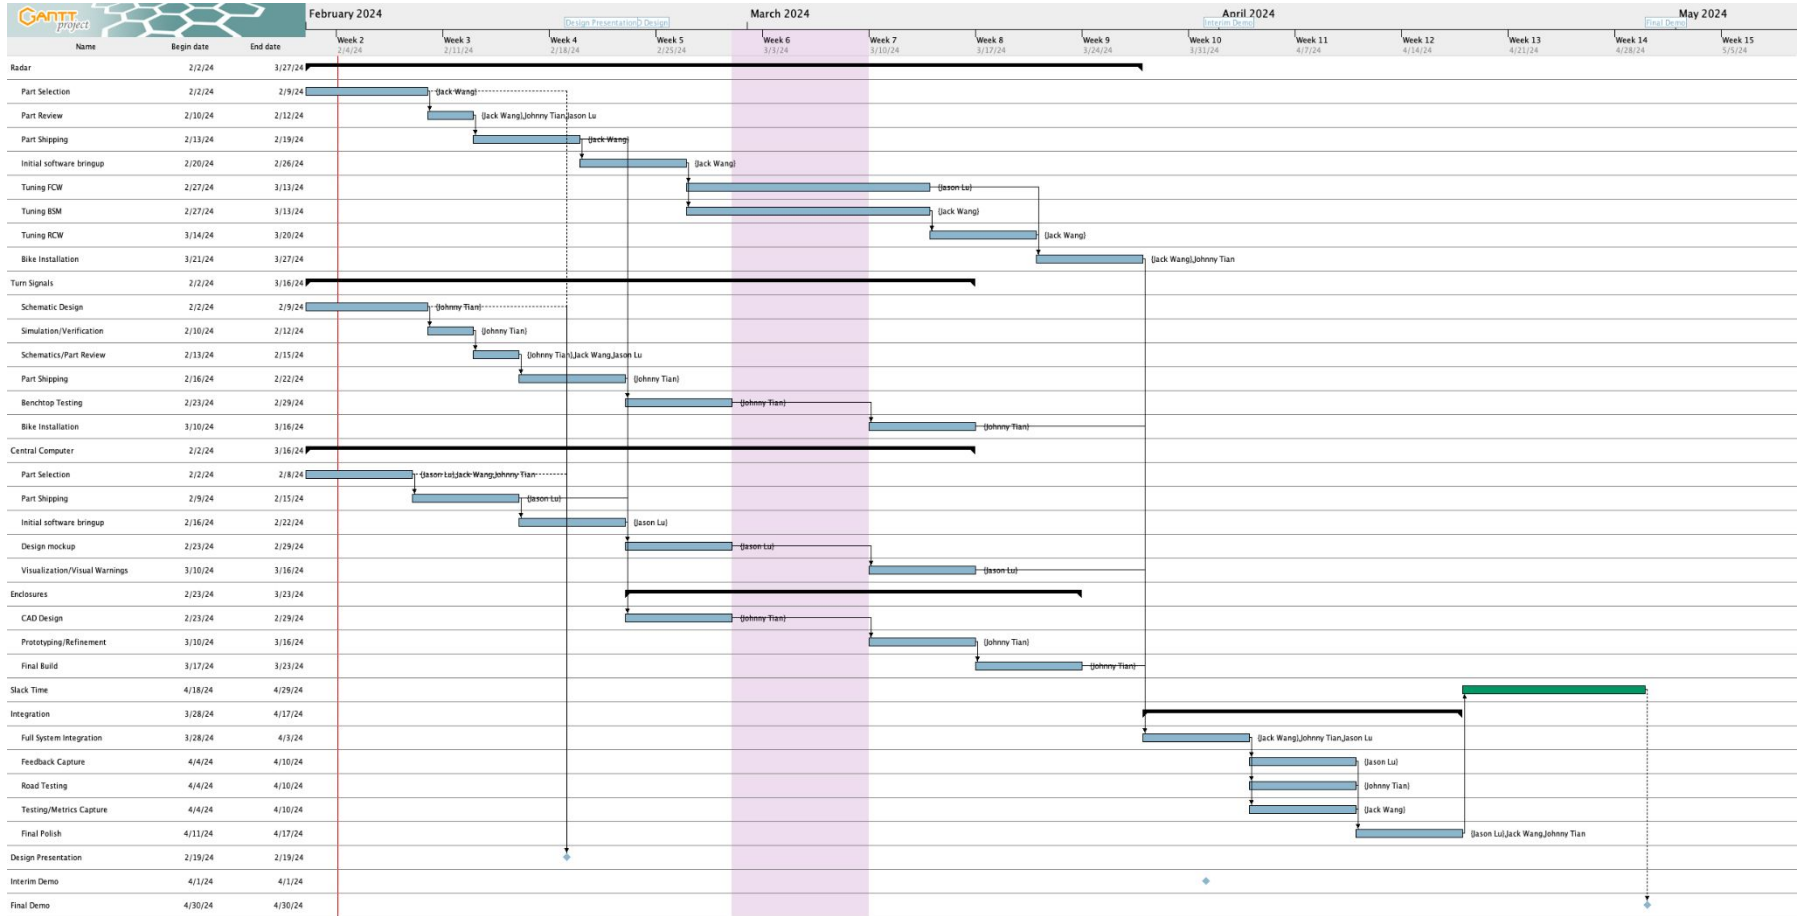 GANTT project
February 2024 March 2024 April 2024 May 2024
Design Presentation Design Interim Demo Final Demo
Name Begin date End date
Week 2 Week 3 Week 4 Week 5 Week 6 Week 7 Week 8 Week 9 Week 10 Week 11 Week 12 Week 13 Week 14 Week 15
2/4/24 2/11/24 2/18/24 2/25/24 3/3/24 3/10/24 3/17/24 3/24/24 3/31/24 4/7/24 4/14/24 4/21/24 4/28/24 5/5/24
Radar 2/2/24 3/27/24
Part Selection 2/2/24 2/9/24 {Jack Wang}
Part Review 2/10/24 2/12/24 {Jack Wang},Johnny Tian,Jason Lu
Part Shipping 2/13/24 2/19/24 {Jack Wang}
Initial software bringup 2/20/24 2/26/24 {Jack Wang}
Tuning FCW 2/27/24 3/13/24 {Jason Lu}
Tuning BSM 2/27/24 3/13/24 {Jack Wang}
Tuning RCW 3/14/24 3/20/24 {Jack Wang}
Bike Installation 3/21/24 3/27/24 {Jack Wang},Johnny Tian
Turn Signals 2/2/24 3/16/24
Schematic Design 2/2/24 2/9/24 {Johnny Tian}
Simulation/Verification 2/10/24 2/12/24 {Johnny Tian}
Schematics/Part Review 2/13/24 2/15/24 {Johnny Tian},Jack Wang,Jason Lu
Part Shipping 2/16/24 2/22/24 {Johnny Tian}
Benchtop Testing 2/23/24 2/29/24 {Johnny Tian}
Bike Installation 3/10/24 3/16/24 {Johnny Tian}
Central Computer 2/2/24 3/16/24
Part Selection 2/2/24 2/8/24 {Jason Lu},Jack Wang,Johnny Tian
Part Shipping 2/9/24 2/15/24 {Jason Lu}
Initial software bringup 2/16/24 2/22/24 {Jason Lu}
Design mockup 2/23/24 2/29/24 {Jason Lu}
Visualization/Visual Warnings 3/10/24 3/16/24 {Jason Lu}
Enclosures 2/23/24 3/23/24
CAD Design 2/23/24 2/29/24 {Johnny Tian}
Prototyping/Refinement 3/10/24 3/16/24 {Johnny Tian}
Final Build 3/17/24 3/23/24 {Johnny Tian}
Slack Time 4/18/24 4/29/24
Integration 3/28/24 4/17/24
Full System Integration 3/28/24 4/3/24 {Jack Wang},Johnny Tian,Jason Lu
Feedback Capture 4/4/24 4/10/24 {Jason Lu}
Road Testing 4/4/24 4/10/24 {Johnny Tian}
Testing/Metrics Capture 4/4/24 4/10/24 {Jack Wang}
Final Polish 4/11/24 4/17/24 {Jason Lu},Jack Wang,Johnny Tian
Design Presentation 2/19/24 2/19/24
Interim Demo 4/1/24 4/1/24
Final Demo 4/30/24 4/30/24